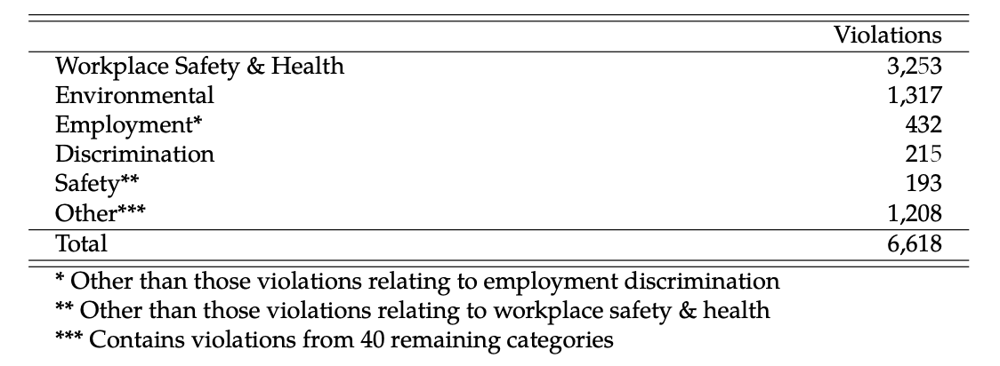 Violations
Workplace Safety & Health 3,253
Environmental 1,317
Employment* 432
Discrimination 215
Safety** 193
Other*** 1,208
Total 6,618
* Other than those violations relating to employment discrimination
** Other than those violations relating to workplace safety & health
*** Contains violations from 40 remaining categories